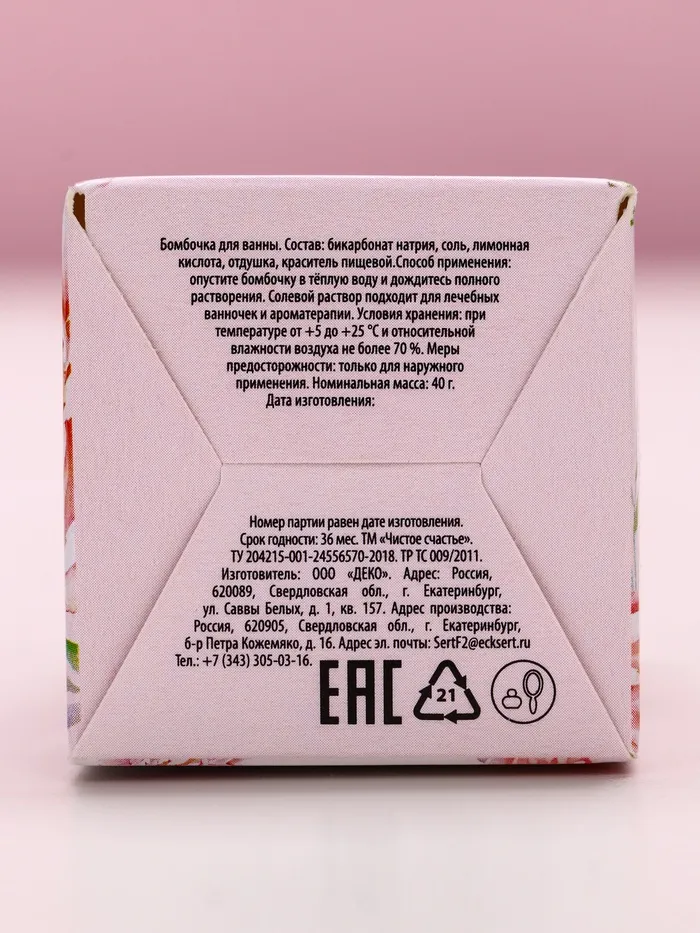 Бомбочка для ванны. Состав: бикарбонат натрия, соль, лимонная
кислота, отдушка, краситель пищевой.Способ применения:
опустите бомбочку в тёплую воду и дождитесь полного
растворения. Солевой раствор подходит для лечебных
ванночек и ароматерапии. Условия хранения: при
температуре от +5 до +25 °С и относительной
влажности воздуха не более 70 %. Меры
предосторожности: только для наружного
применения. Номинальная масса: 40 г.
Дата изготовления:
Номер партии равен дате изготовления.
Срок годности: 36 мес. ТМ «Чистое счастье».
ТУ 204215-001-24556570-2018. ТР ТС 009/2011.
Изготовитель: ООО «ДЕКО». Адрес: Россия,
620089, Свердловская обл., г. Екатеринбург,
ул. Саввы Белых, д. 1, кв. 157. Адрес производства:
Россия, 620905, Свердловская обл., г. Екатеринбург,
б-р Петра Кожемяко, д. 16. Адрес эл. почты: SertF2@ecksert.ru
Тел.: +7 (343) 305-03-16.
ЕАС
21